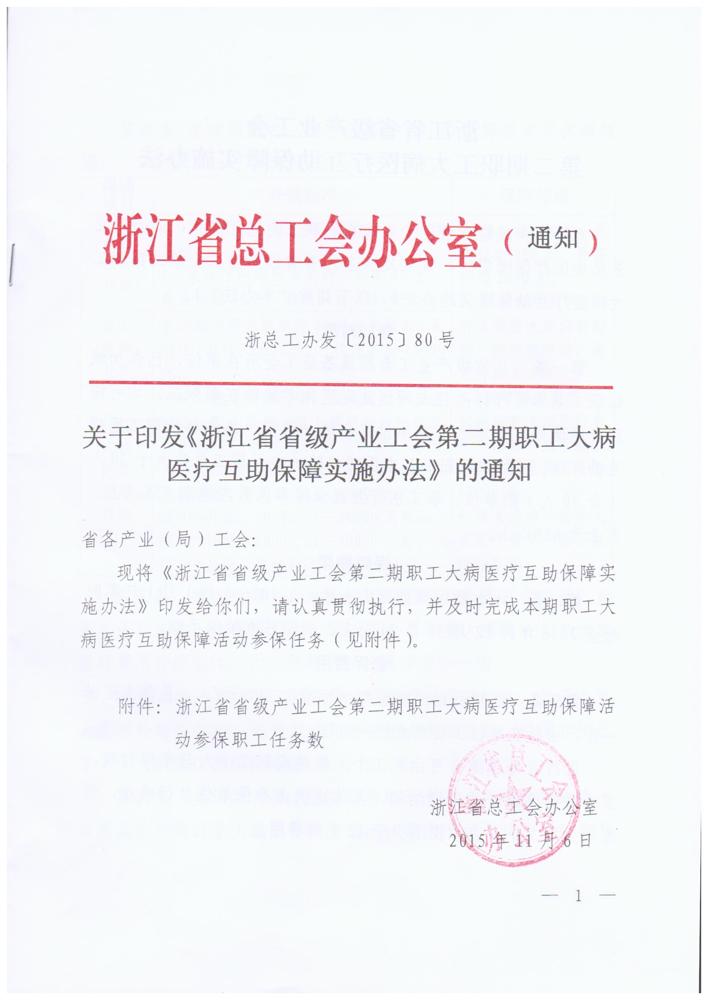 浙江省总工会办公室（通知）
浙总工办发〔2015〕80号
关于印发《浙江省省级产业工会第二期职工大病
医疗互助保障实施办法》的通知
省各产业（局）工会：
现将《浙江省省级产业工会第二期职工大病医疗互助保障实
施办法》印发给你们，请认真贯彻执行，并及时完成本期职工大
病医疗互助保障活动参保任务（见附件）。
附件：浙江省省级产业工会第二期职工大病医疗互助保障活
动参保职工任务数
江省总工会
办公室
浙江省总工会办公室
2015年11月6日
— 1 —